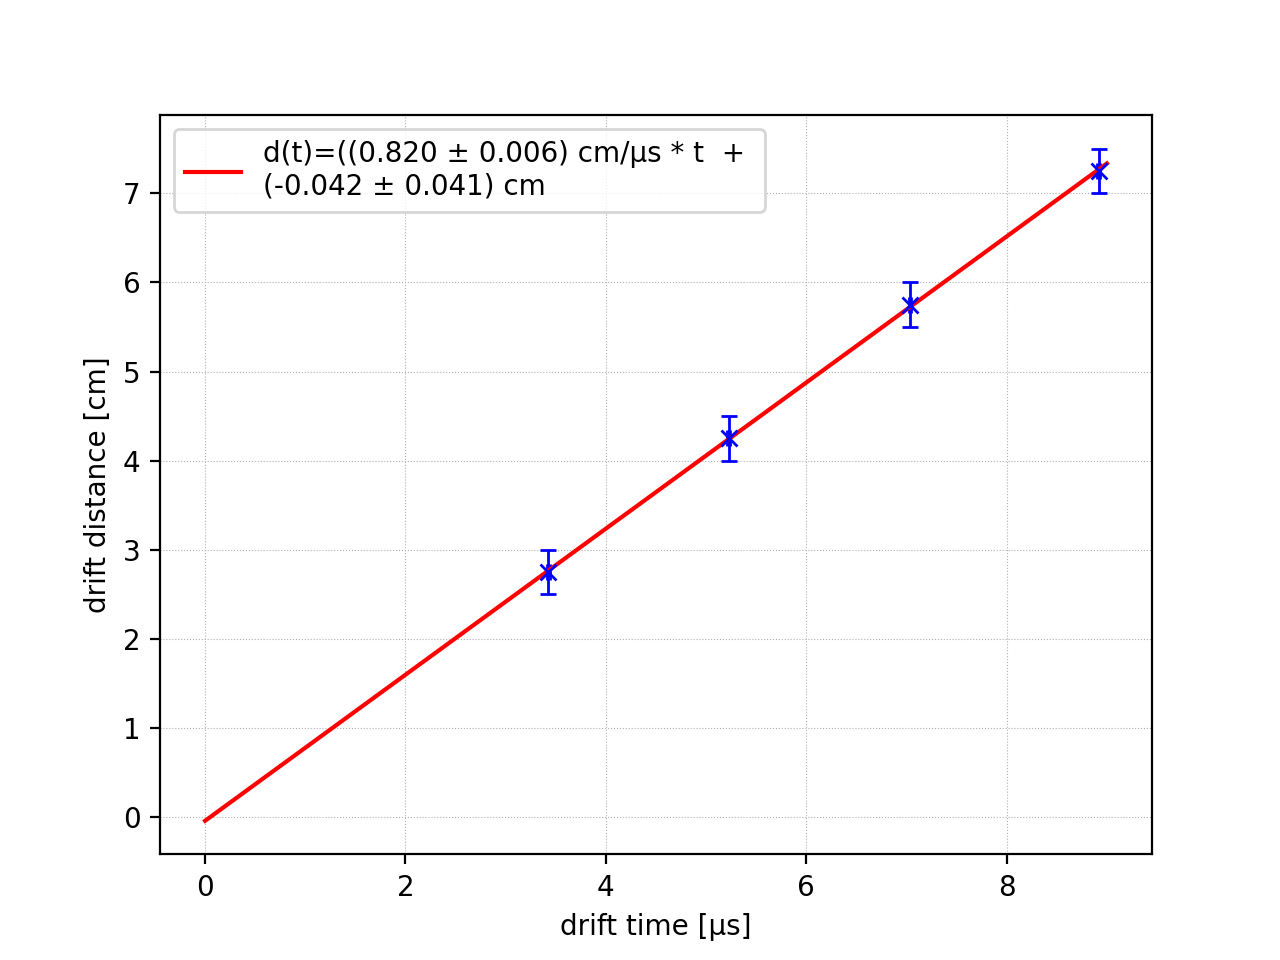 d(t)=((0.820 ± 0.006) cm/µs * t  +
(-0.042 ± 0.041) cm
7
6
5
4
3
2
1
0
drift distance [cm]
0 2 4 6 8
drift time [µs]